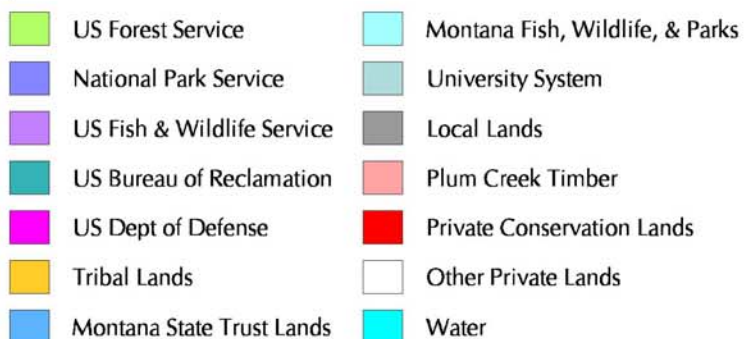 US Forest Service
National Park Service
US Fish & Wildlife Service
US Bureau of Reclamation
US Dept of Defense
Tribal Lands
Montana State Trust Lands
Montana Fish, Wildlife, & Parks
University System
Local Lands
Plum Creek Timber
Private Conservation Lands
Other Private Lands
Water